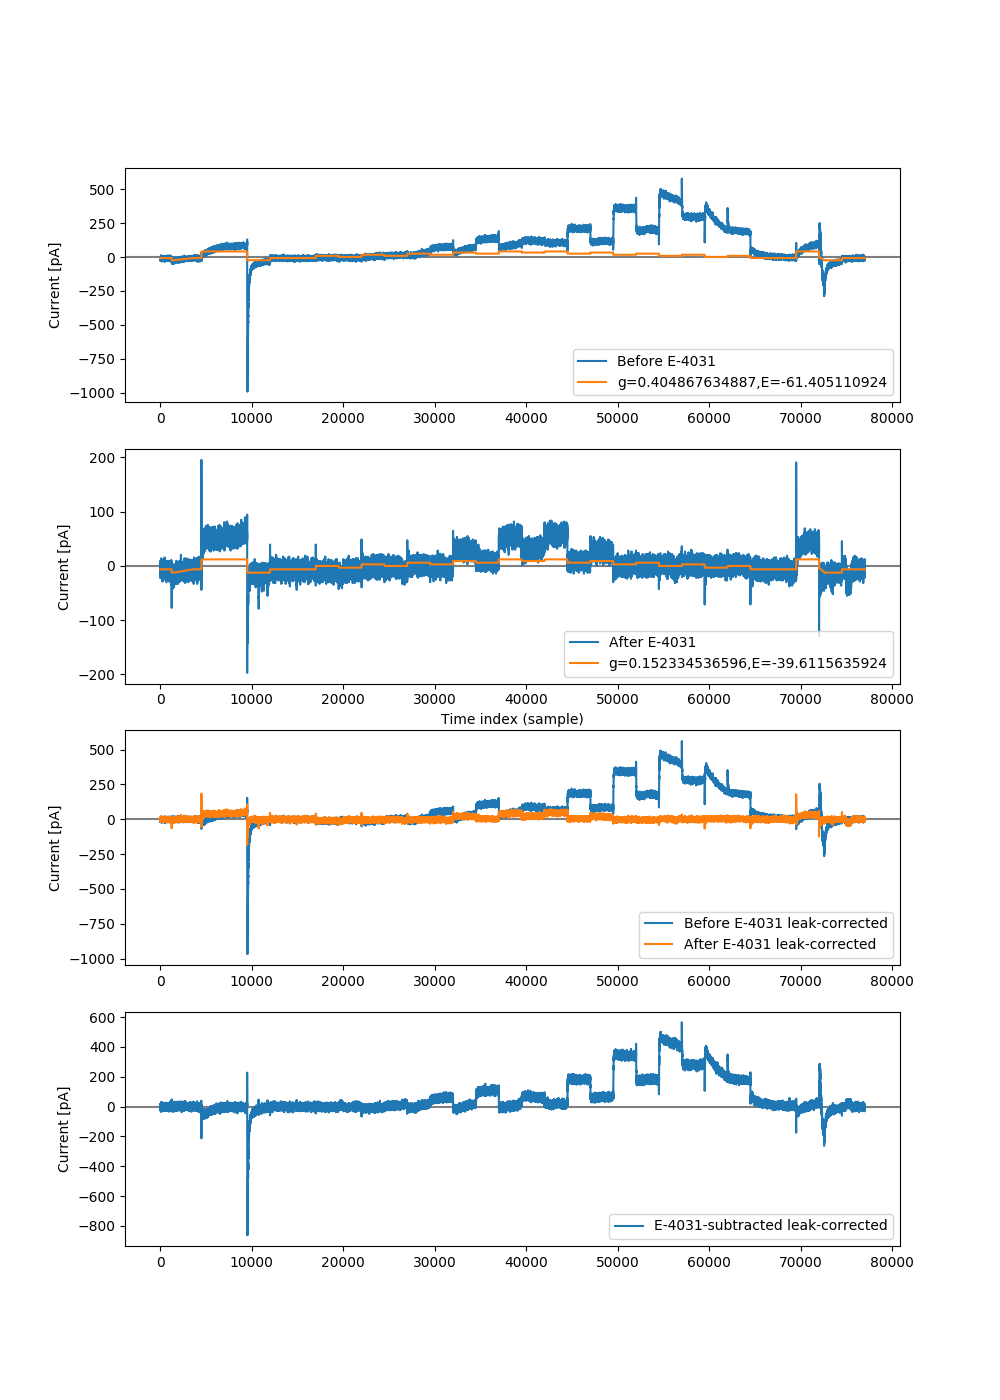 500
250
0
−250
−500
−750
−1000
Current [pA]
Before E-4031
g=0.404867634887,E=-61.405110924
0 10000 20000 30000 40000 50000 60000 70000 80000
200
100
0
−100
−200
Current [pA]
After E-4031
g=0.152334536596,E=-39.6115635924
0 10000 20000 30000 40000 50000 60000 70000 80000
Time index (sample)
500
250
0
−250
−500
−750
−1000
Current [pA]
Before E-4031 leak-corrected
After E-4031 leak-corrected
0 10000 20000 30000 40000 50000 60000 70000 80000
600
400
200
0
−200
−400
−600
−800
Current [pA]
E-4031-subtracted leak-corrected
0 10000 20000 30000 40000 50000 60000 70000 80000